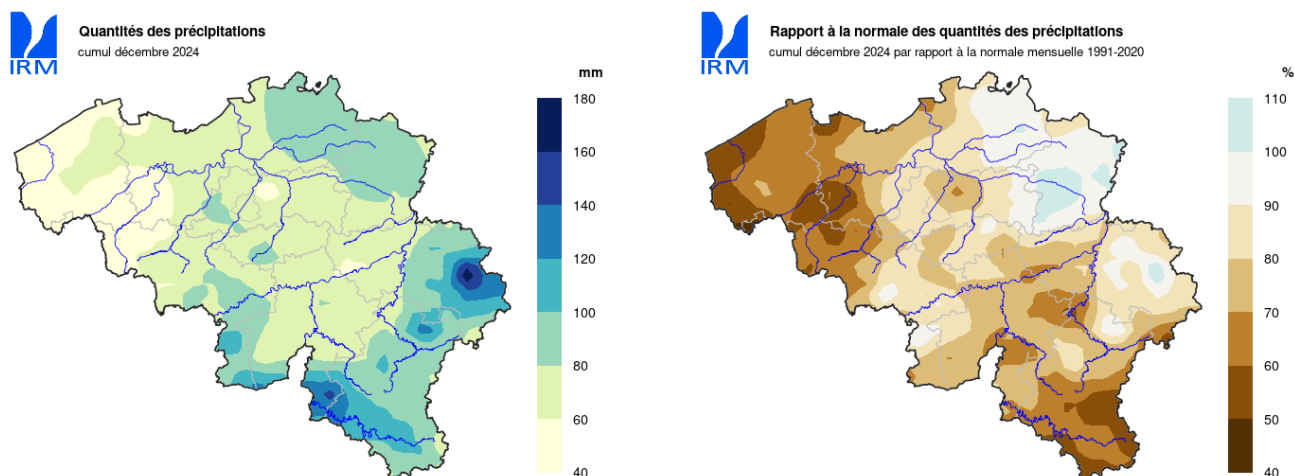 Quantités des précipitations
cumul décembre 2024
IRM
mm
180
160
140
120
100
80
60
40
Rapport à la normale des quantités des précipitations
cumul décembre 2024 par rapport à la normale mensuelle 1991-2020
IRM
%
110
100
90
80
70
60
50
40